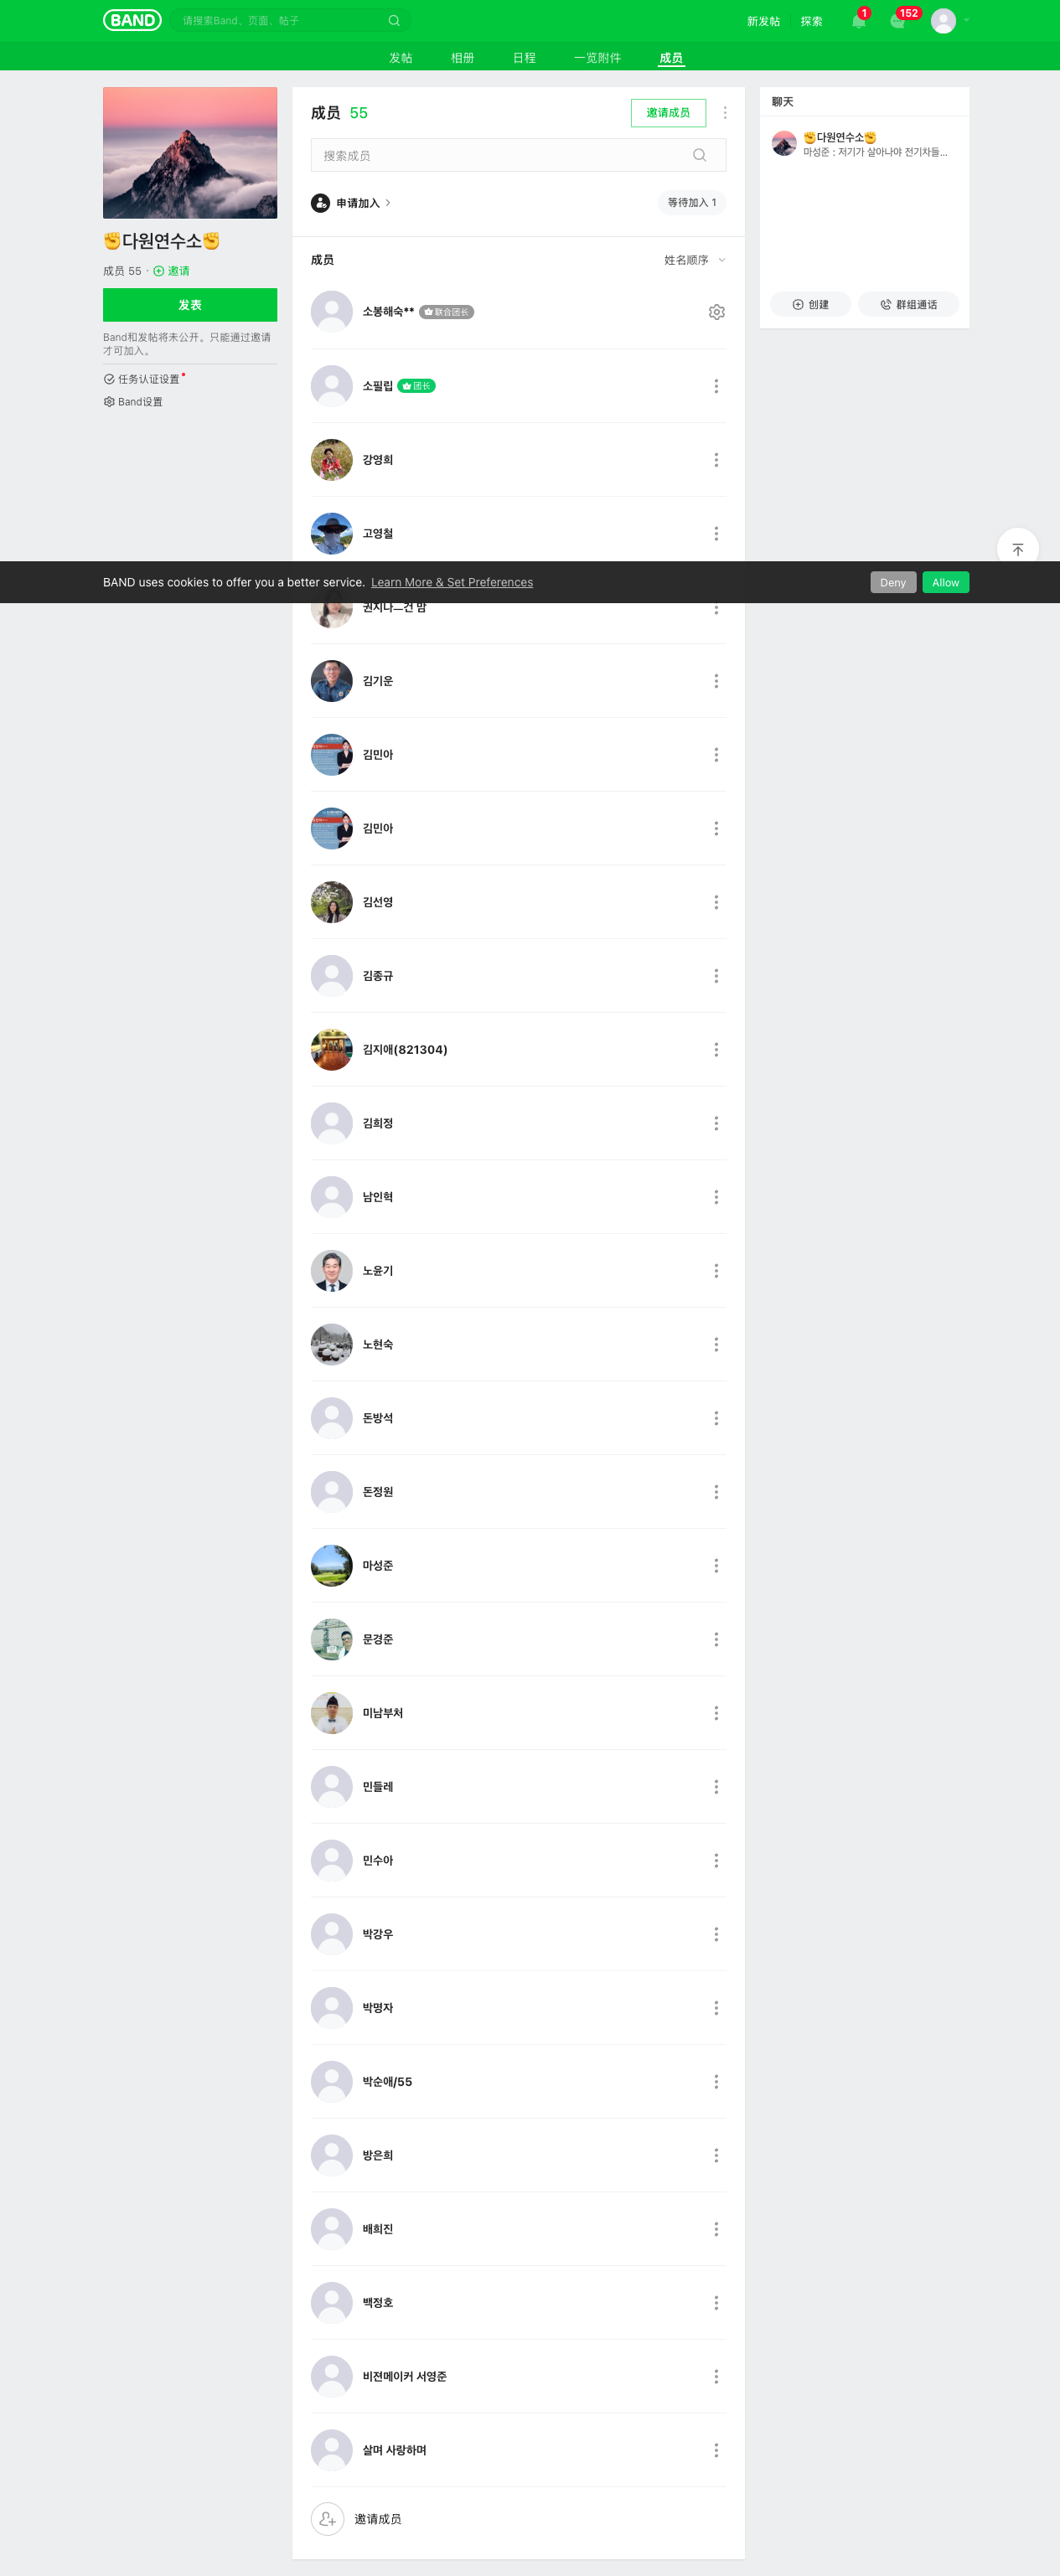 BAND
请搜索Band、页面、帖子
新发帖
探索
1
152
发帖
相册
日程
一览附件
成员
✊다원연수소✊
成员 55 · 邀请
发表
Band和发帖将未公开。只能通过邀请
才可加入。
任务认证设置
Band设置
成员 55
邀请成员
搜索成员
申请加入
等待加入 1
成员
姓名顺序
소봉해숙** 联合团长
소필립 团长
강영희
고영철
BAND uses cookies to offer you a better service. Learn More & Set Preferences
Deny
Allow
권지나ㅡ건 맘
김기운
김민아
김민아
김선영
김종규
김지애(821304)
김희정
남인혁
노윤기
노현숙
돈방석
돈정원
마성준
문경준
미남부처
민들레
민수아
박강우
박명자
박순애/55
방은희
배희진
백정호
비젼메이커 서영준
살며 사랑하며
邀请成员
聊天
✊다원연수소✊
마성준 : 저기가 살아나야 전기차들...
创建
群组通话